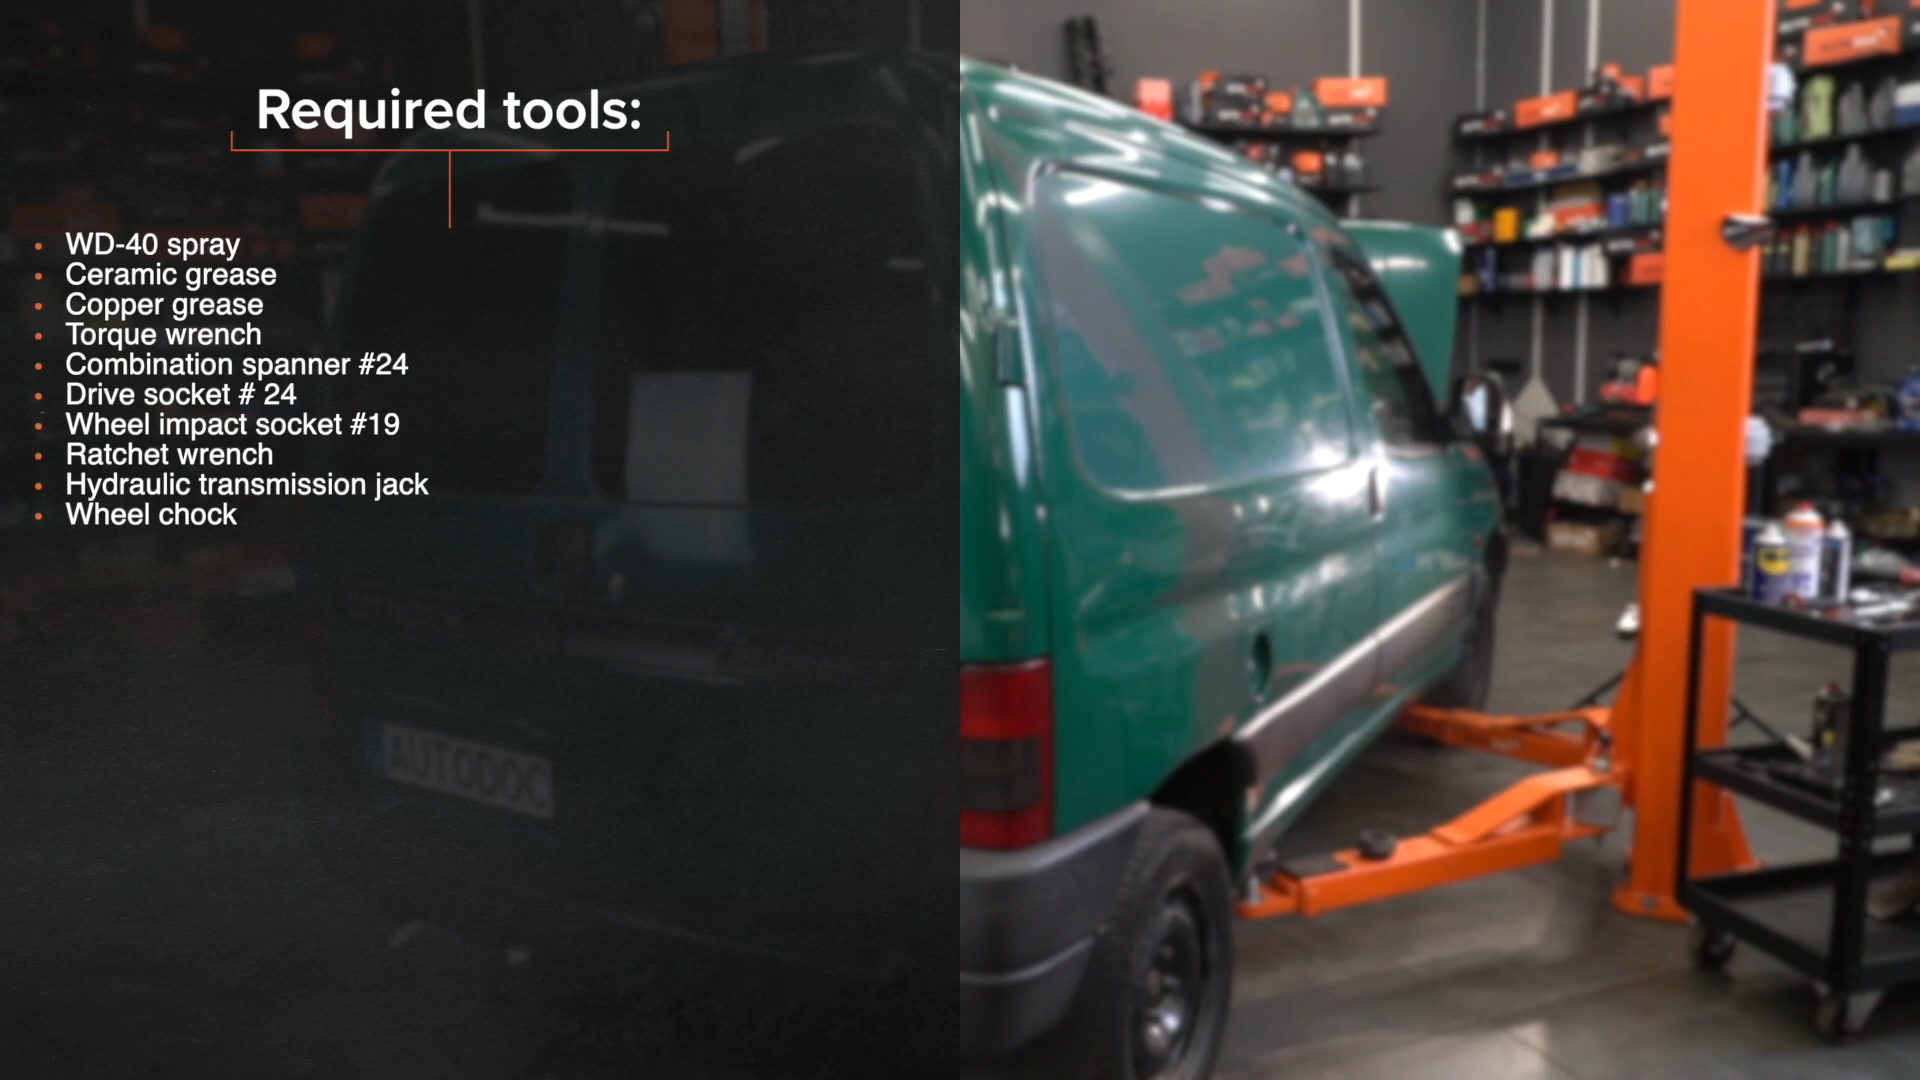 Required tools:
WD-40 spray
Ceramic grease
Copper grease
Torque wrench
Combination spanner #24
Drive socket # 24
Wheel impact socket #19
Ratchet wrench
Hydraulic transmission jack
Wheel chock
AUTODOC